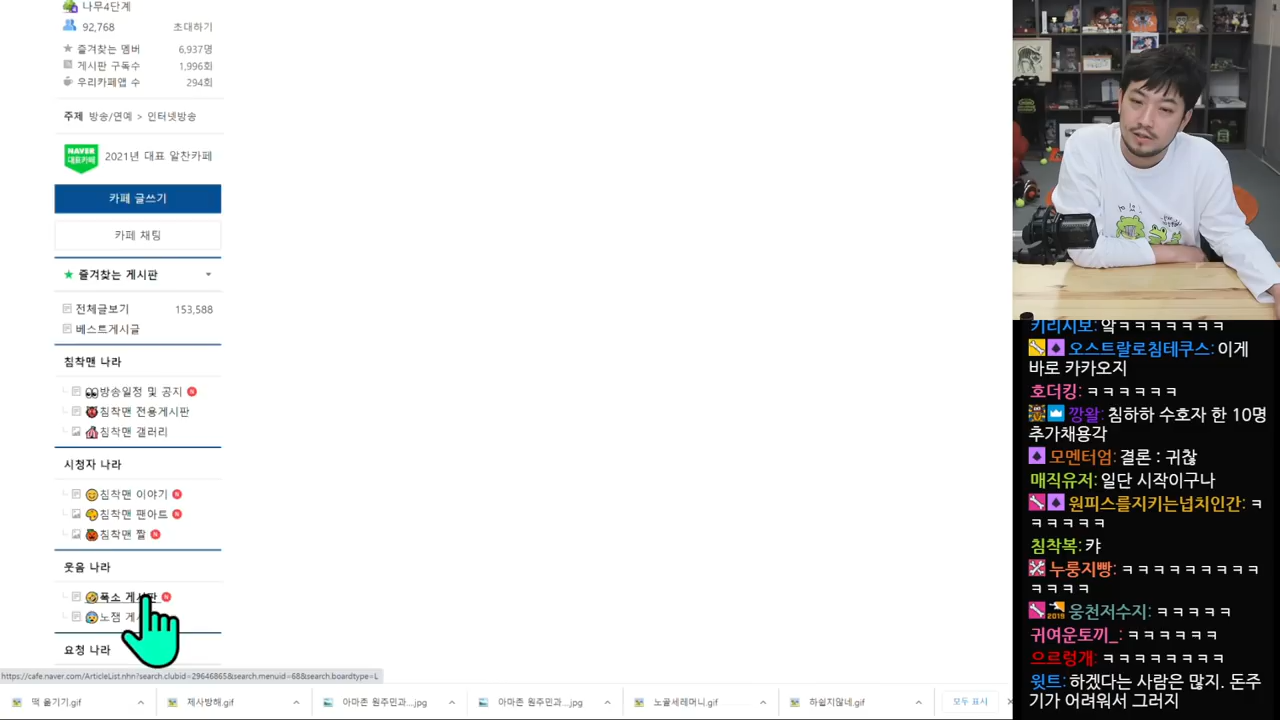 나무4단계
92,768 초대하기
즐겨찾는 멤버 6,937명
게시판 구독수 1,996회
우리카페앱 수 294회
주제 방송/연예 > 인터넷방송
NAVER
대표카페
2021년 대표 알찬카페
카페 글쓰기
카페 채팅
즐겨찾는 게시판
전체글보기 153,588
베스트게시글
침착맨 나라
방송일정 및 공지 N
침착맨 전용게시판
침착맨 갤러리
시청자 나라
침착맨 이야기 N
침착맨 팬아트 N
침착맨 짤 N
웃음 나라
폭소 게시판 N
노잼 게
요청 나라
https://cafe.naver.com/ArticleList.nhn?search.clubid=29646865&search.menuid=68&search.boardtype=L
떡 옮기기.gif
제사방해.gif
아마존 원주민과....jpg
아마존 원주민과....jpg
노골세레머니.gif
하쉴지않네.gif
모두 표시
키리시보: 앜ㅋㅋㅋㅋㅋㅋㅋ
오스트랄로침테쿠스: 이게
바로 카카오지
호더킹: ㅋㅋㅋㅋㅋㅋ
깡왈: 침하하 수호자 한 10명
추가채용각
모멘터엄: 결론 : 귀찮
매직유저: 일단 시작이구나
원피스를지키는넙치인간: ㅋ
ㅋㅋㅋㅋㅋ
침착복: 캬
누룽지빵: ㅋㅋㅋㅋㅋㅋㅋㅋㅋㅋ
ㅋㅋㅋㅋ
2019 웅천저수지: ㅋㅋㅋㅋㅋ
귀여운토끼_: ㅋㅋㅋㅋㅋㅋ
으르렁개: ㅋㅋㅋㅋㅋㅋㅋㅋ
윗트: 하겠다는 사람은 많지. 돈주
기가 어려워서 그러지